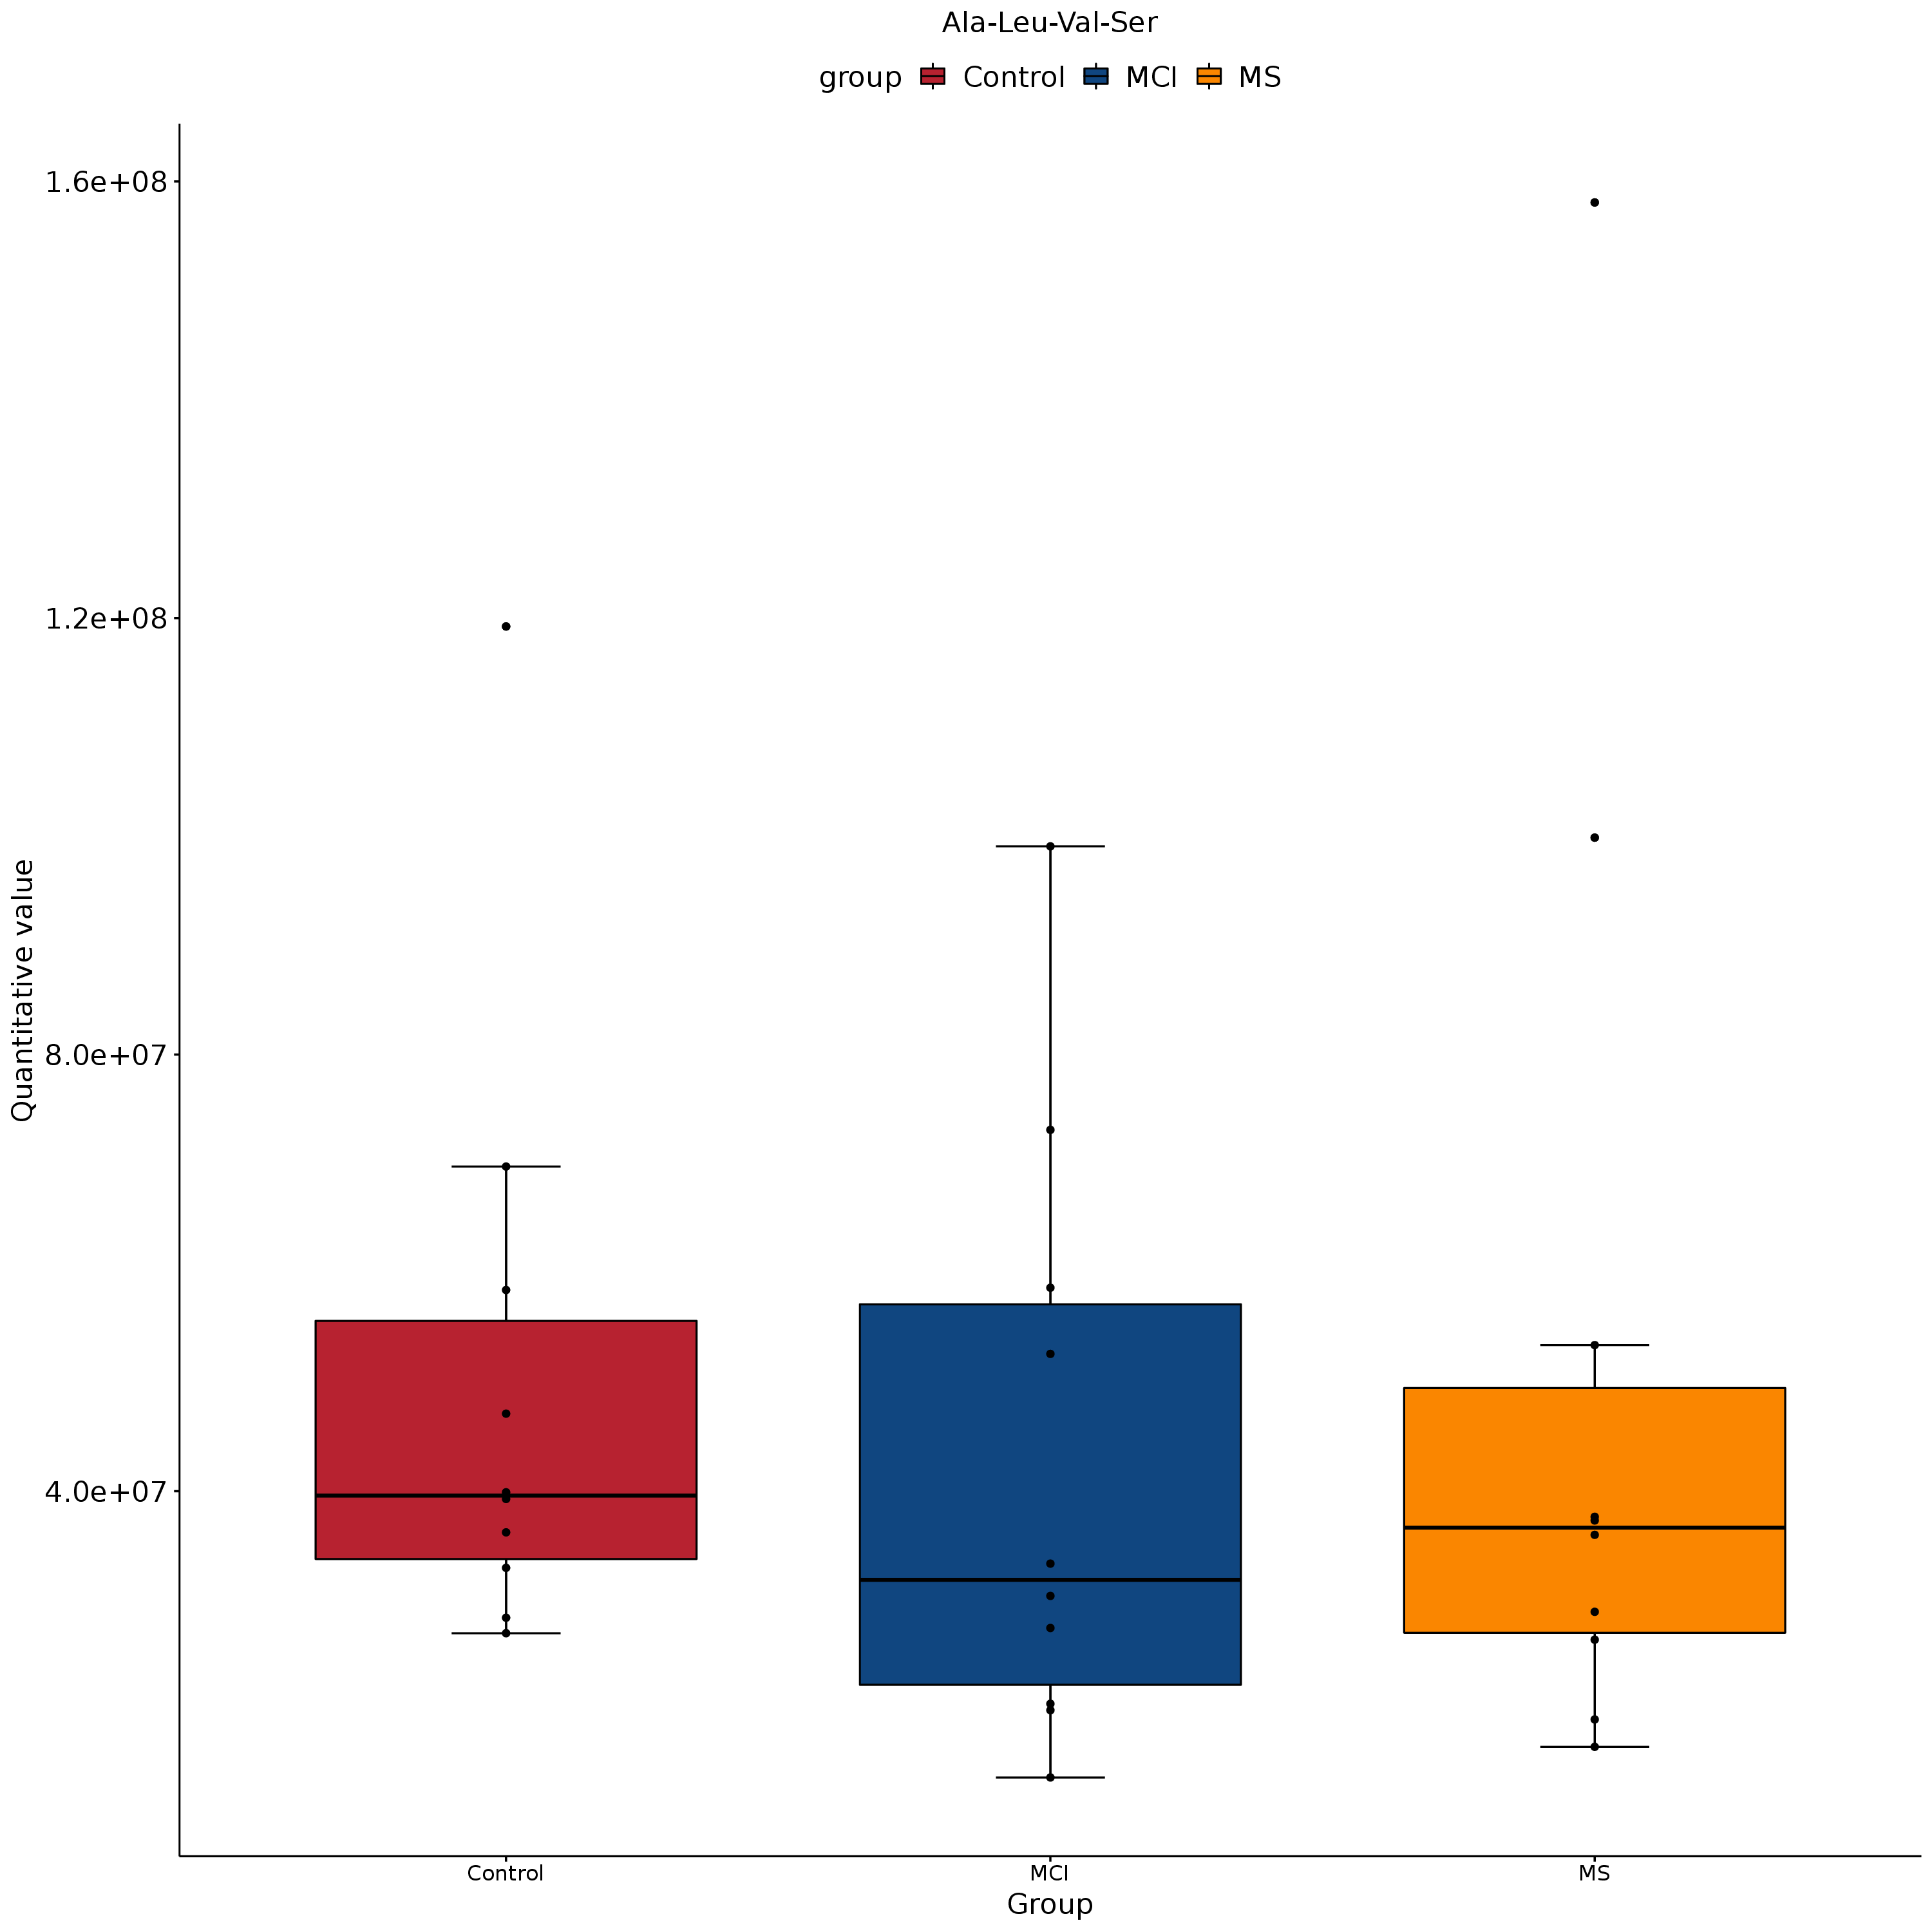 Ala-Leu-Val-Ser
group Control MCI MS
1.6e+08
1.2e+08
8.0e+07
4.0e+07
Quantitative value
Control MCI MS
Group